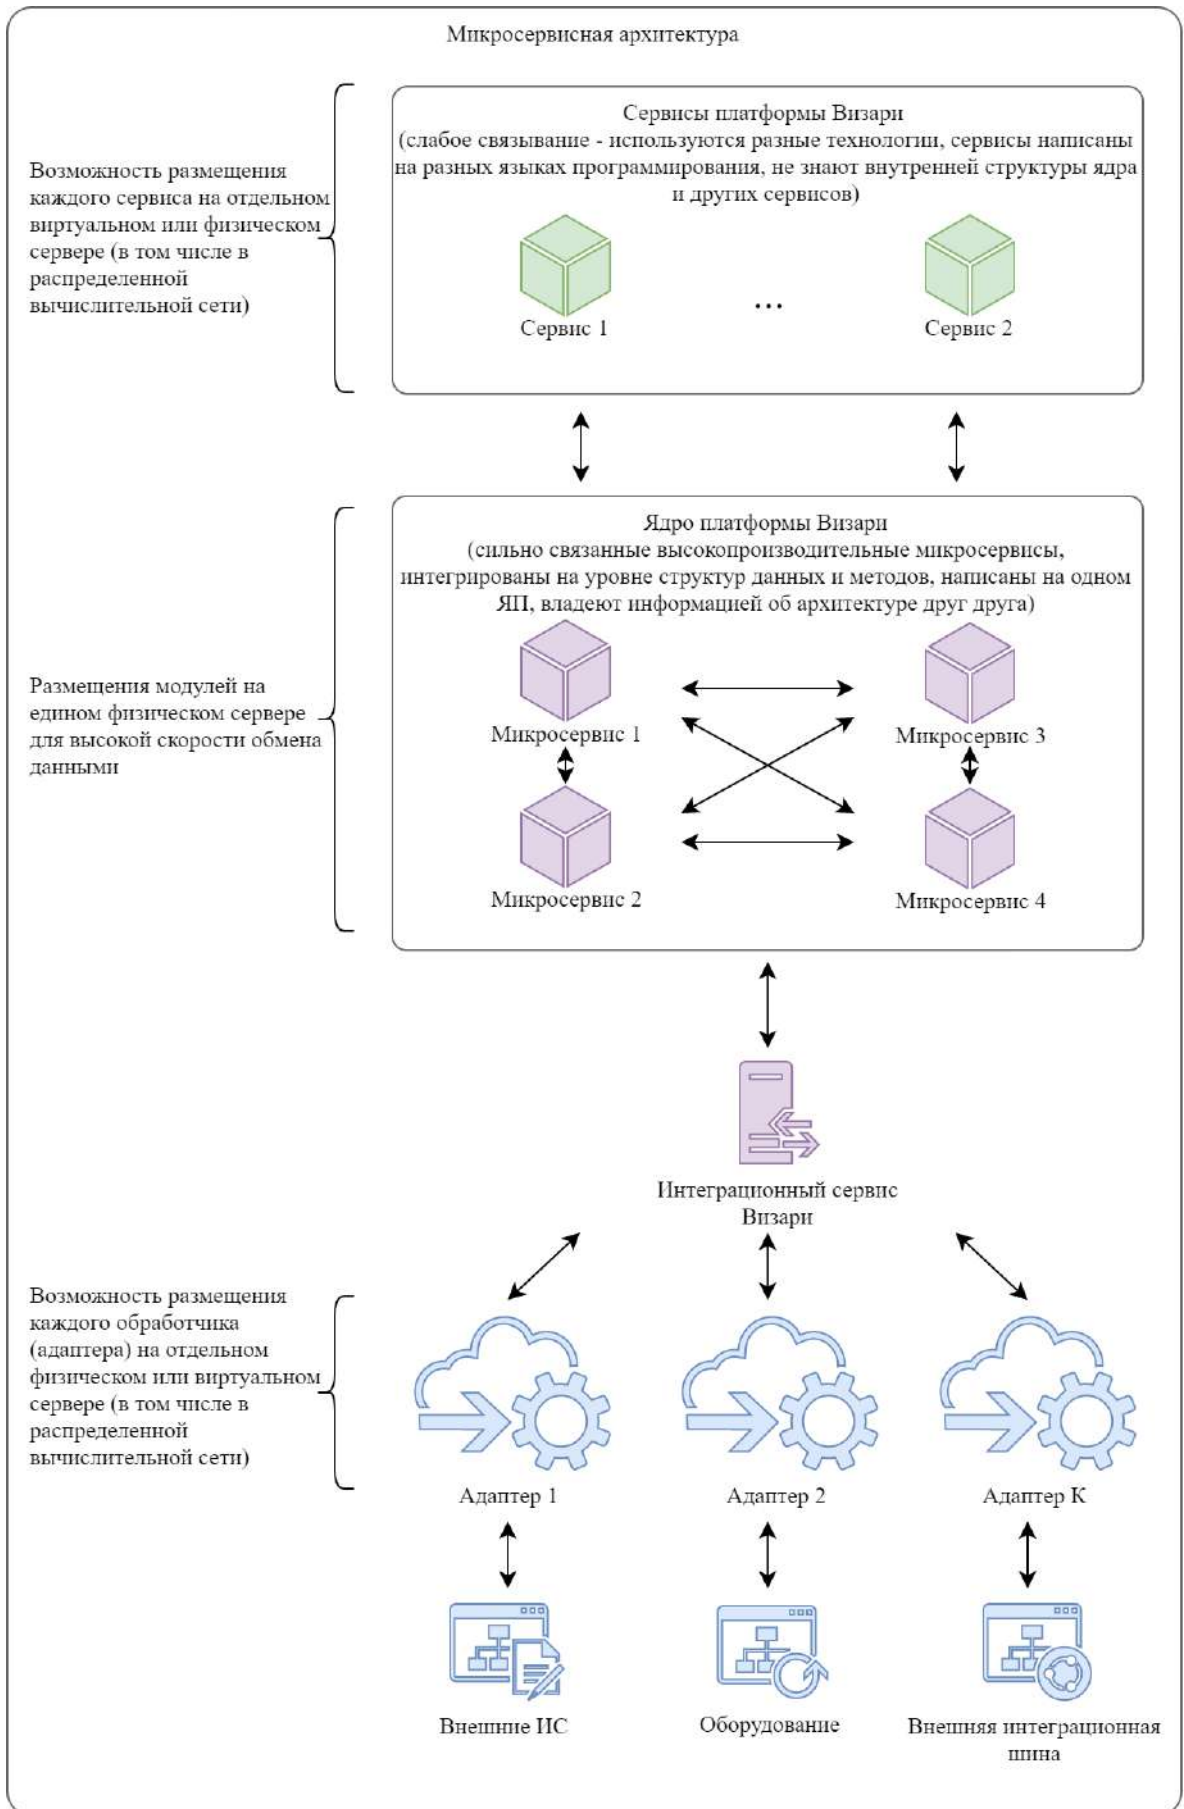 Микросервисная архитектура
Сервисы платформы Визари
(слабое связывание - используются разные технологии, сервисы написаны
на разных языках программирования, не знают внутренней структуры ядра
и других сервисов)
Возможность размещения
каждого сервиса на отдельном
виртуальном или физическом
сервере (в том числе в
распределенной
вычислительной сети)
...
Сервис 1
Сервис 2
Ядро платформы Визари
(сильно связанные высокопроизводительные микросервисы,
интегрированы на уровне структур данных и методов, написаны на одном
ЯП, владеют информацией об архитектуре друг друга)
Размещения модулей на
едином физическом сервере
для высокой скорости обмена
данными
Микросервис 1
Микросервис 3
Микросервис 2
Микросервис 4
Интеграционный сервис
Визари
Возможность размещения
каждого обработчика
(адаптера) на отдельном
физическом или виртуальном
сервере (в том числе в
распределенной
вычислительной сети)
Адаптер 1
Адаптер 2
Адаптер К
Внешние ИС
Оборудование
Внешняя интеграционная
шина